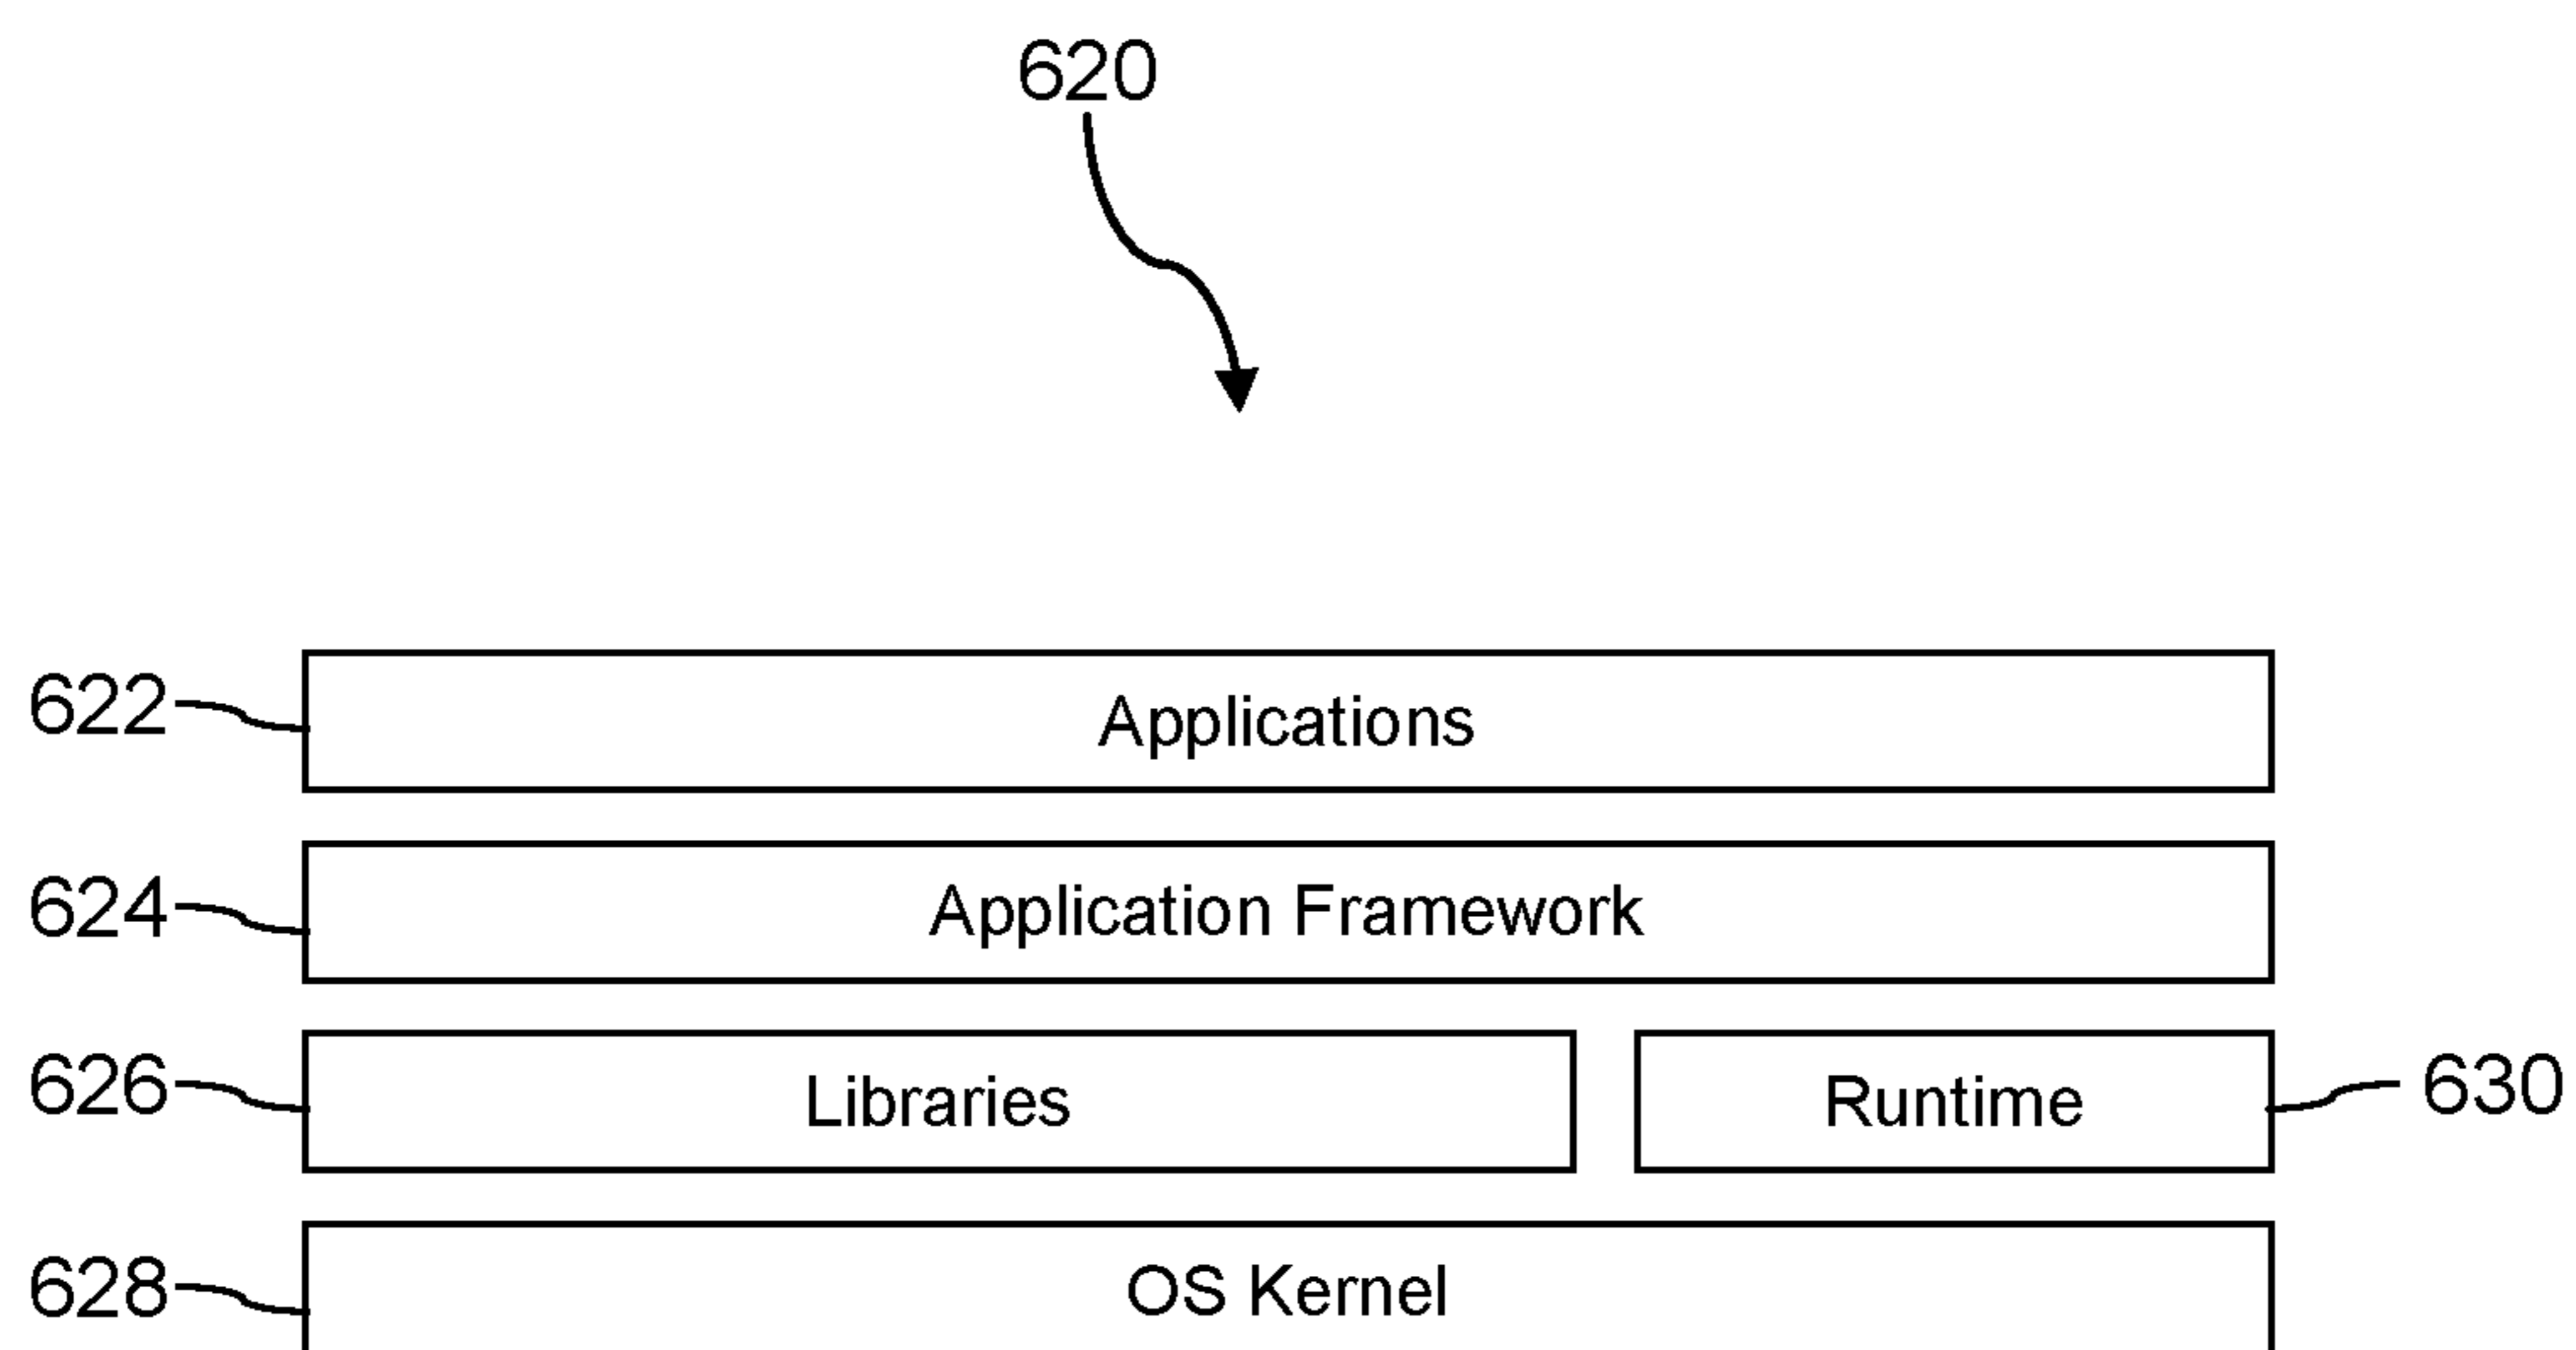 620
622
Applications
624
Application Framework
626
Libraries
Runtime
630
628
OS Kernel